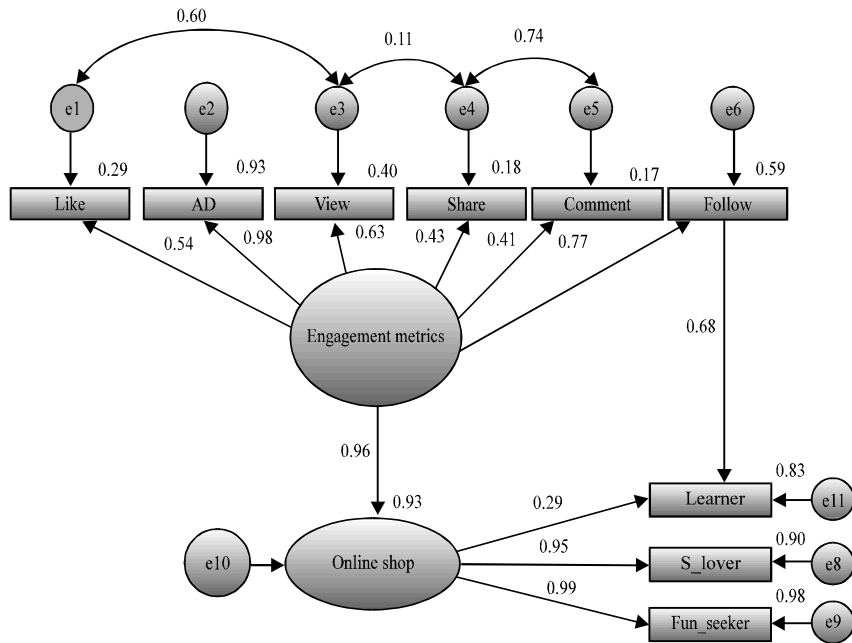 0.60
0.11
0.74
e1
e2
e3
e4
e5
e6
0.29
0.93
0.40
0.18
0.17
0.59
Like
AD
View
Share
Comment
Follow
0.54
0.98
0.63
0.43
0.41
0.77
Engagement metrics
0.68
0.96
0.93
0.83
0.29
Learner
e11
e10
Online shop
0.95
0.90
S_lover
e8
0.99
0.98
Fun_seeker
e9